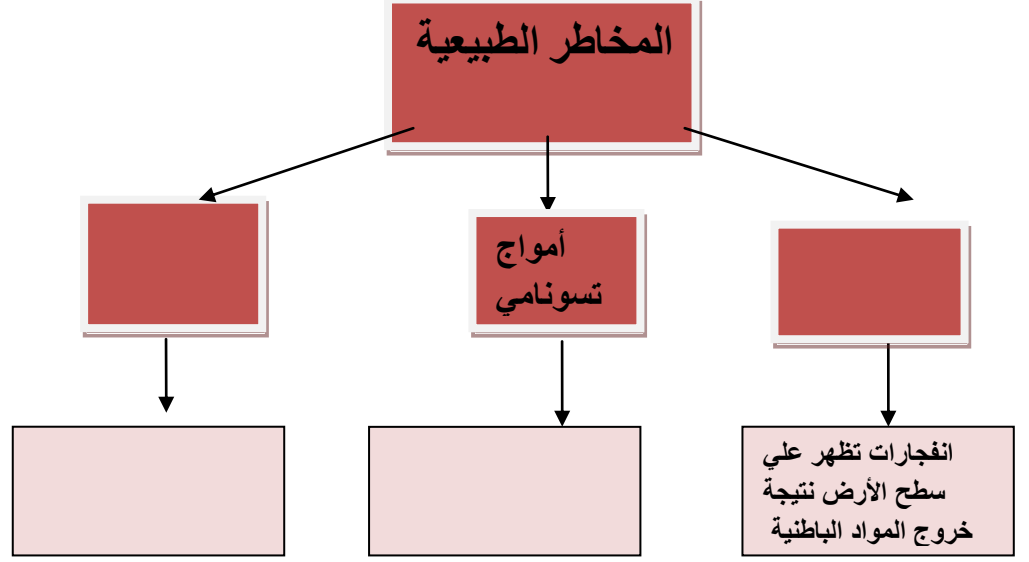 المخاطر الطبيعية
أمواج
تسونامي
انفجارات تظهر علي
سطح الأرض نتيجة
خروج المواد الباطنية